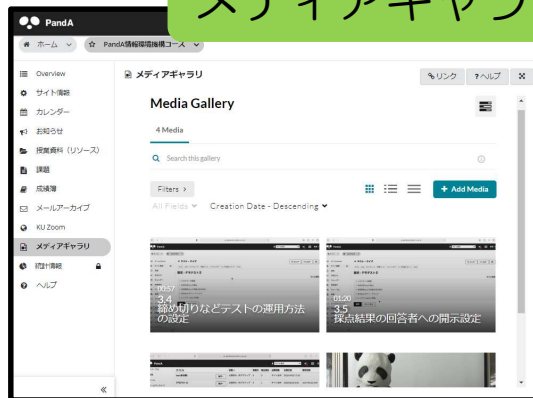 メディアギャラ
PandA
ホーム
PandA情報環境機構コース
Overview
サイト情報
カレンダー
お知らせ
授業資料（リソース）
課題
成績簿
メールアーカイブ
KU Zoom
メディアギャラリ
統計情報
ヘルプ
«
メディアギャラリ
リンク
?ヘルプ
Media Gallery
4 Media
Search this gallery
Filters >
+ Add Media
All Fields
Creation Date - Descending
00:57
3.4
締め切りなどテストの運用方法
の設定
01:20
3.5
採点結果の回答者への開示設定